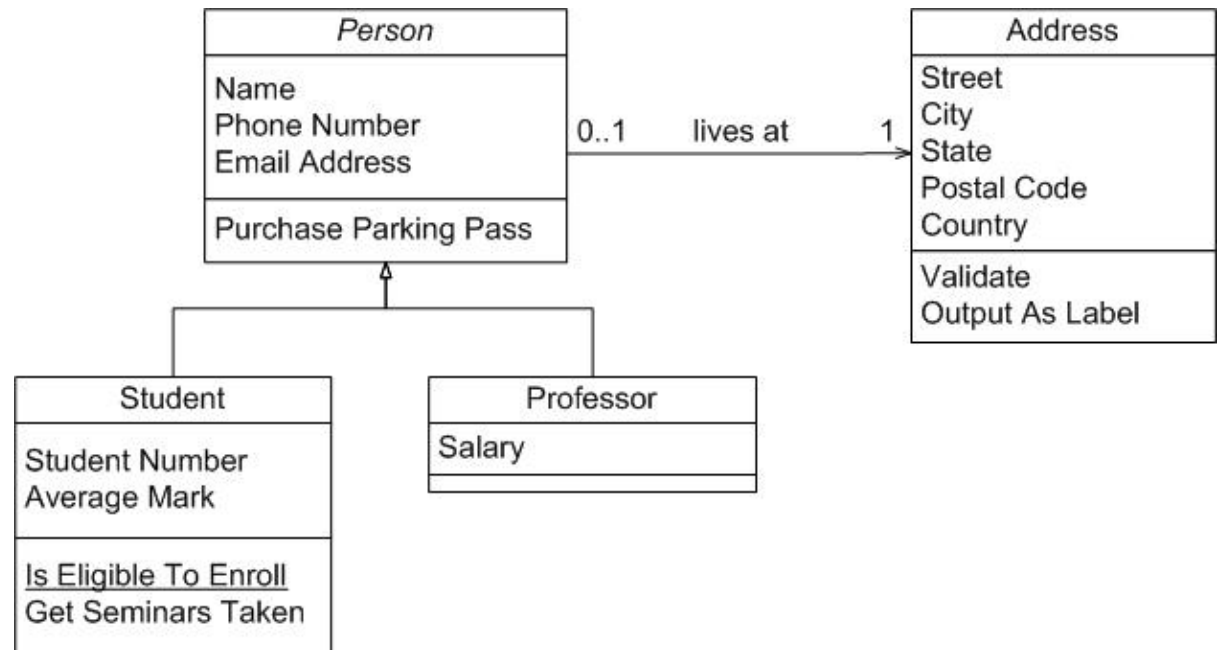 Person
Name
Phone Number
Email Address
Purchase Parking Pass
0..1 lives at 1
Address
Street
City
State
Postal Code
Country
Validate
Output As Label
Student
Student Number
Average Mark
Is Eligible To Enroll
Get Seminars Taken
Professor
Salary